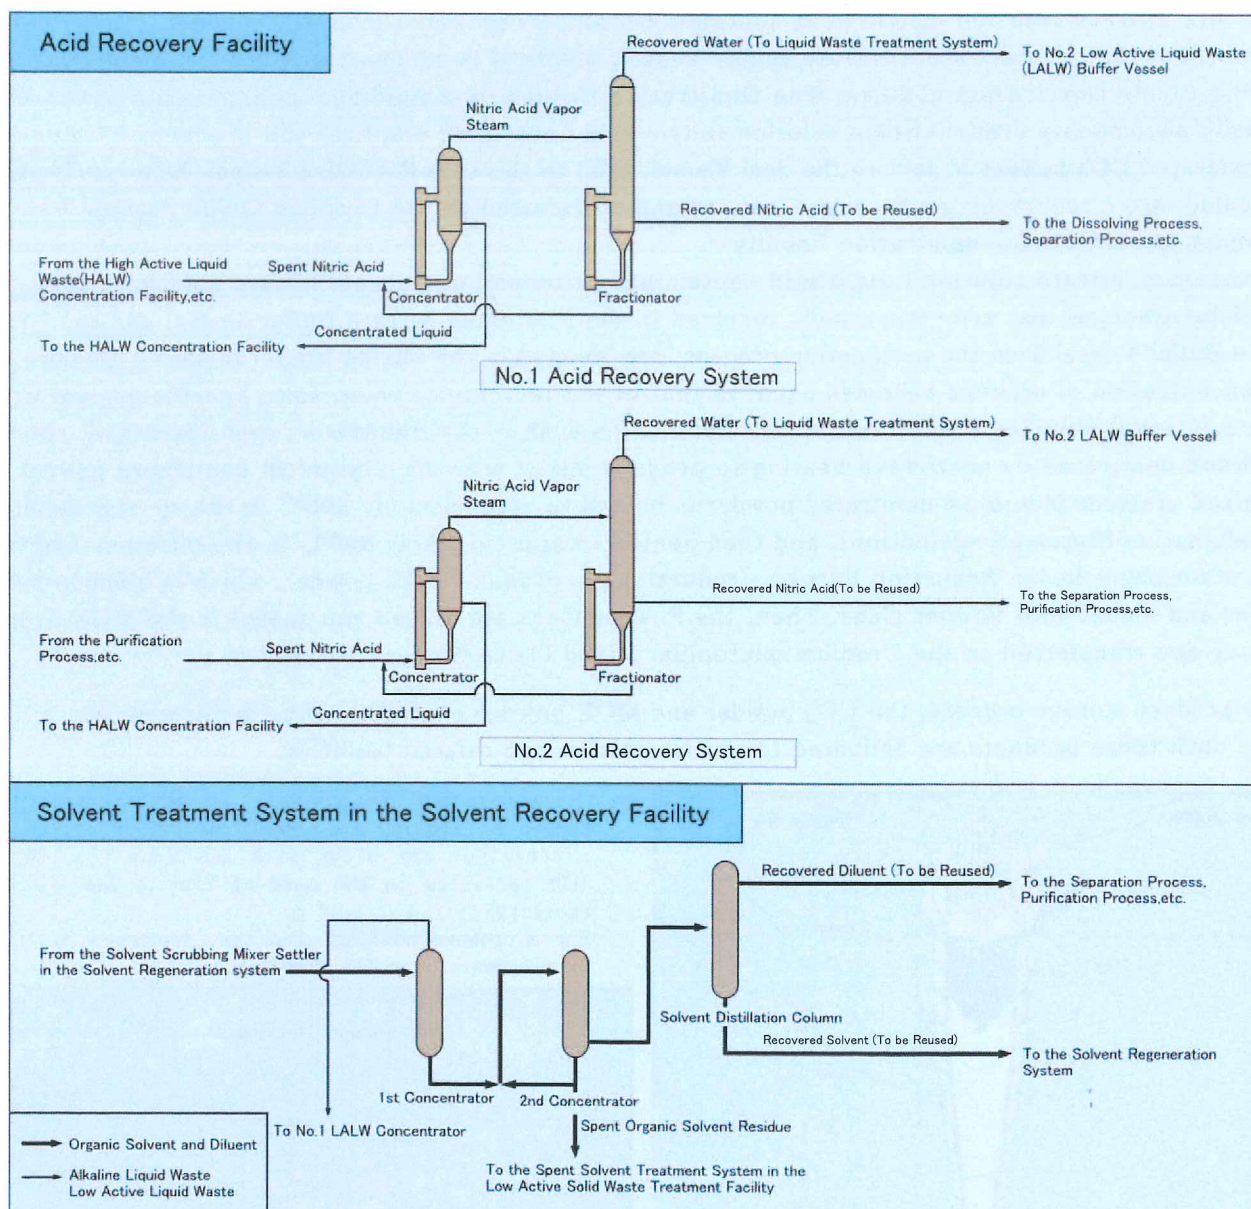 Acid Recovery Facility
Recovered Water (To Liquid Waste Treatment System)
To No.2 Low Active Liquid Waste
(LALW) Buffer Vessel
Nitric Acid Vapor
Steam
Recovered Nitric Acid (To be Reused)
To the Dissolving Process,
Separation Process,etc.
From the High Active Liquid
Waste(HALW)
Concentration Facility,etc.
Spent Nitric Acid
Concentrator
Fractionator
Concentrated Liquid
To the HALW Concentration Facility
No.1 Acid Recovery System
Recovered Water (To Liquid Waste Treatment System)
To No.2 LALW Buffer Vessel
Nitric Acid Vapor
Steam
Recovered Nitric Acid(To be Reused)
To the Separation Process,
Purification Process,etc.
From the Purification
Process,etc.
Spent Nitric Acid
Concentrator
Fractionator
Concentrated Liquid
To the HALW Concentration Facility
No.2 Acid Recovery System
Solvent Treatment System in the Solvent Recovery Facility
Recovered Diluent (To be Reused)
To the Separation Process,
Purification Process,etc.
From the Solvent Scrubbing Mixer Settler
in the Solvent Regeneration system
Solvent Distillation Column
Recovered Solvent (To be Reused)
To the Solvent Regeneration
System
1st Concentrator
2nd Concentrator
To No.1 LALW Concentrator
Spent Organic Solvent Residue
To the Spent Solvent Treatment System in the
Low Active Solid Waste Treatment Facility
Organic Solvent and Diluent
Alkaline Liquid Waste
Low Active Liquid Waste